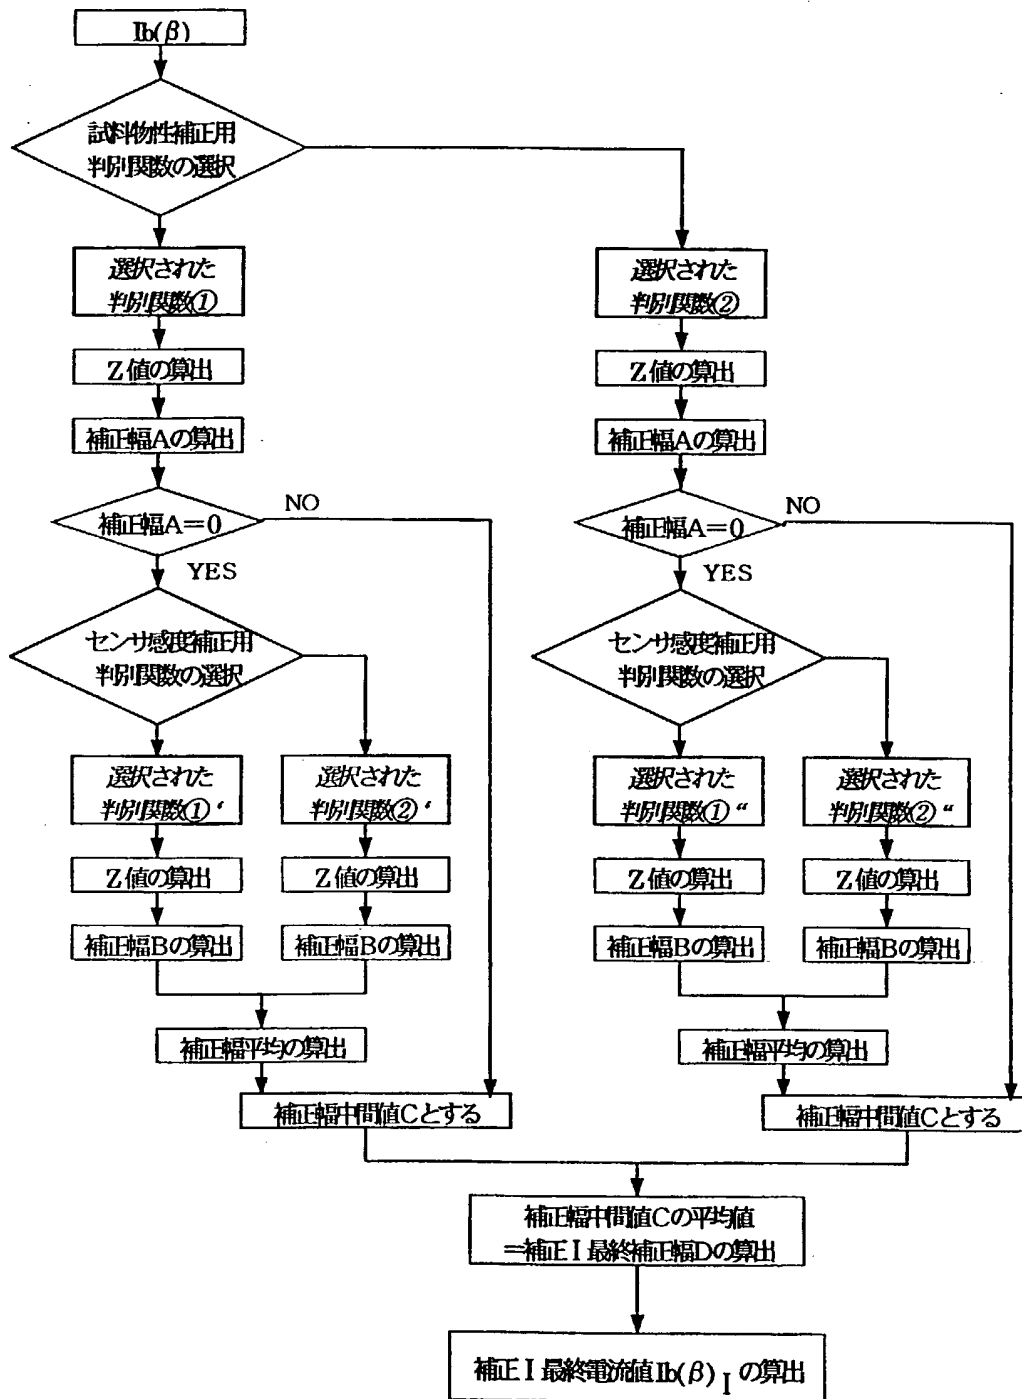 Ib(β)
試料物性補正用
判別関数の選択
選択された
判別関数①
Z値の算出
補正幅Aの算出
補正幅A=0
NO
YES
センサ感度補正用
判別関数の選択
選択された
判別関数①‘
Z値の算出
補正幅Bの算出
選択された
判別関数②‘
Z値の算出
補正幅Bの算出
補正幅平均の算出
補正幅中間値Cとする
選択された
判別関数②
Z値の算出
補正幅Aの算出
補正幅A=0
NO
YES
センサ感度補正用
判別関数の選択
選択された
判別関数①“
Z値の算出
補正幅Bの算出
選択された
判別関数②“
Z値の算出
補正幅Bの算出
補正幅平均の算出
補正幅中間値Cとする
補正幅中間値Cの平均値
=補正I最終補正幅Dの算出
補正I最終電流値Ib(β)I の算出